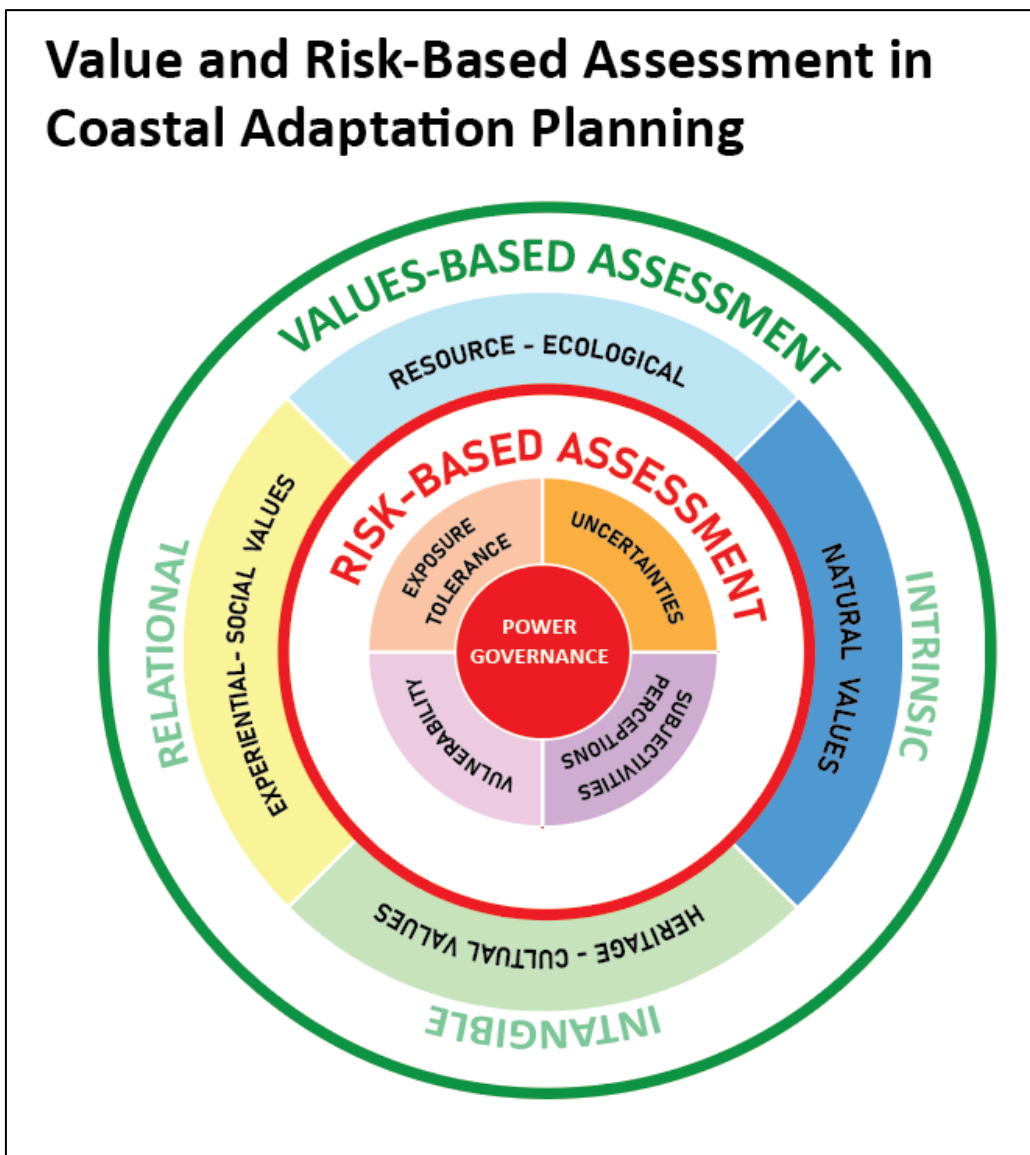 Value and Risk-Based Assessment in
Coastal Adaptation Planning
VALUES-BASED ASSESSMENT
RESOURCE - ECOLOGICAL
RISK-BASED ASSESSMENT
EXPOSURE
TOLERANCE
UNCERTAINTIES
POWER
GOVERNANCE
VULNERABILITY
SUBJECTIVITIES
PERCEPTIONS
RELATIONAL
EXPERIENTIAL- SOCIAL VALUES
NATURAL VALUES
INTRINSIC
HERITAGE - CULTUAL VALUES
INTANGIBLE